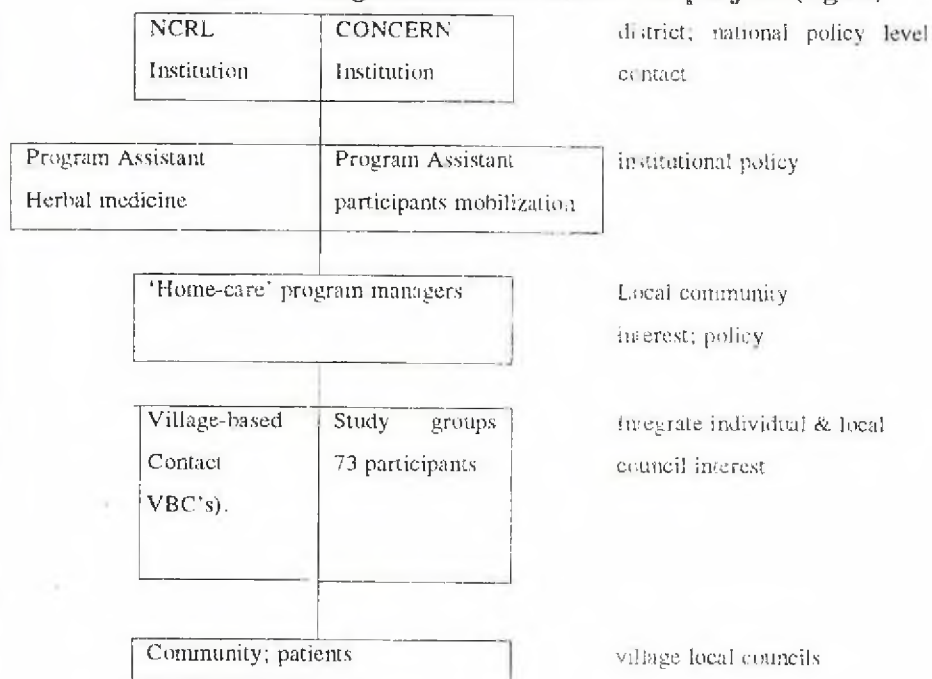 NCRL CONCERN district; national policy level
Institution Institution contact
Program Assistant Program Assistant institutional policy
Herbal medicine participants mobilization
‘Home-care’ program managers Local community
interest; policy
Village-based Study groups Integrate individual & local
Contact 73 participants council interest
VBC’s).
Community; patients village local councils